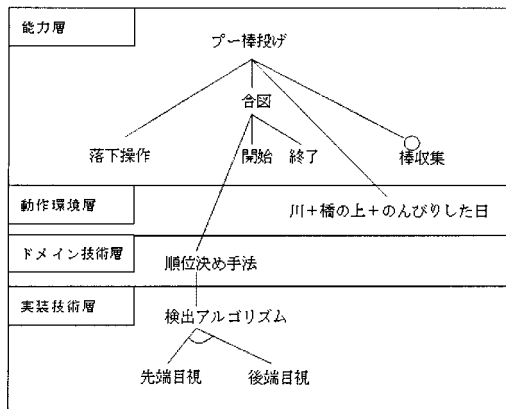 能力層
プー棒投げ
合図
落下操作
開始
終了
棒収集
動作環境層
川＋橋の上＋のんびりした日
ドメイン技術層
順位決め手法
実装技術層
検出アルゴリズム
先端目視
後端目視